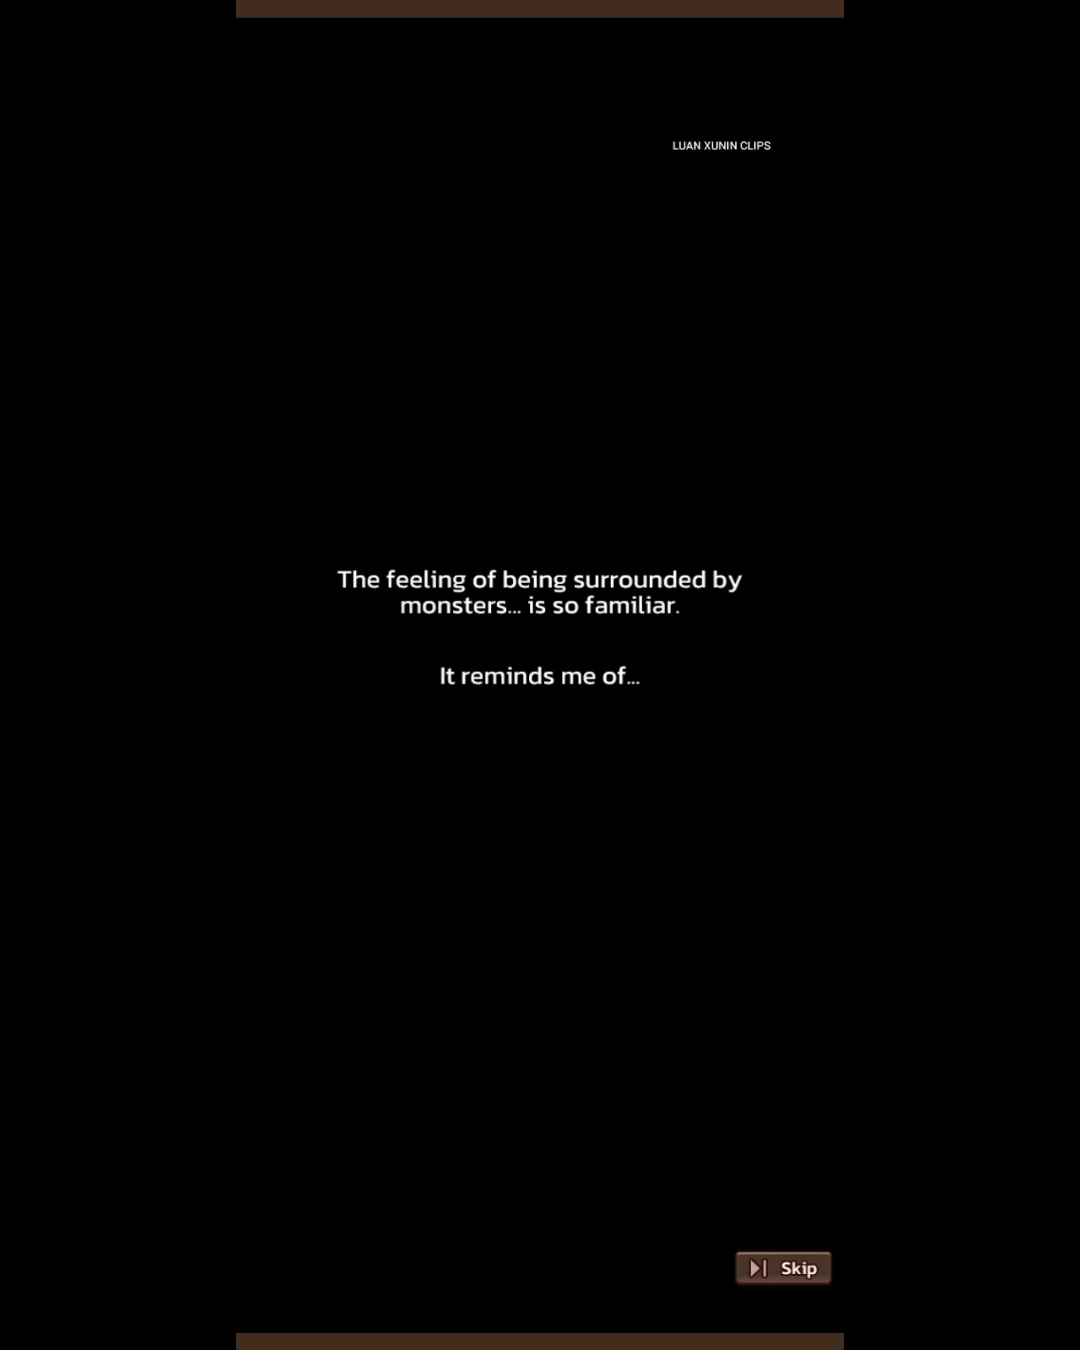 LUAN XUNIN CLIPS
The feeling of being surrounded by
monsters... is so familiar.
It reminds me of...
Skip